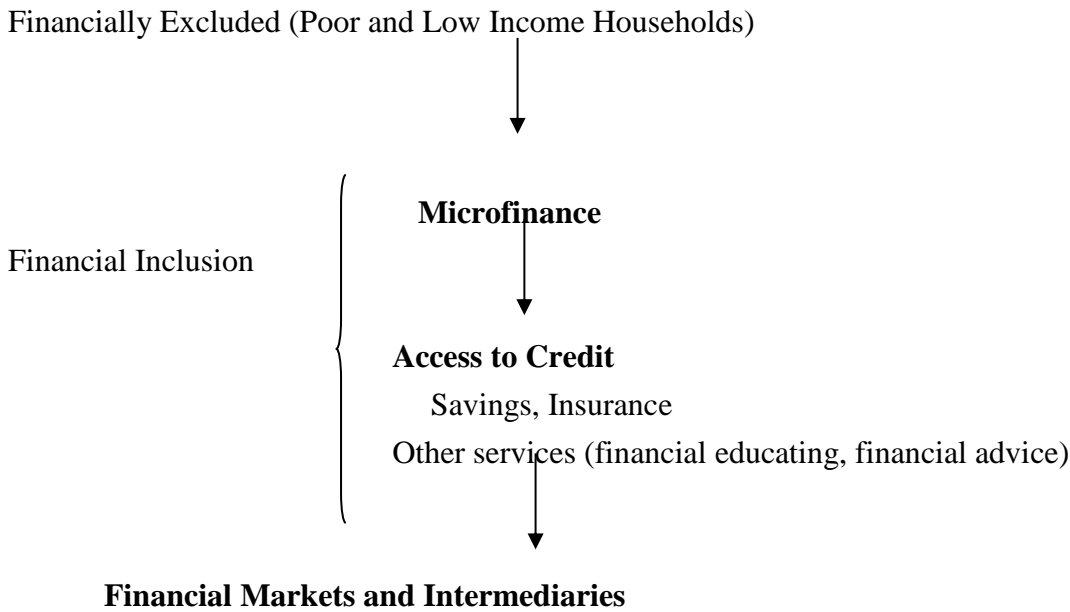 Financially Excluded (Poor and Low Income Households)
Microfinance
Financial Inclusion
Access to Credit
Savings, Insurance
Other services (financial educating, financial advice)
Financial Markets and Intermediaries